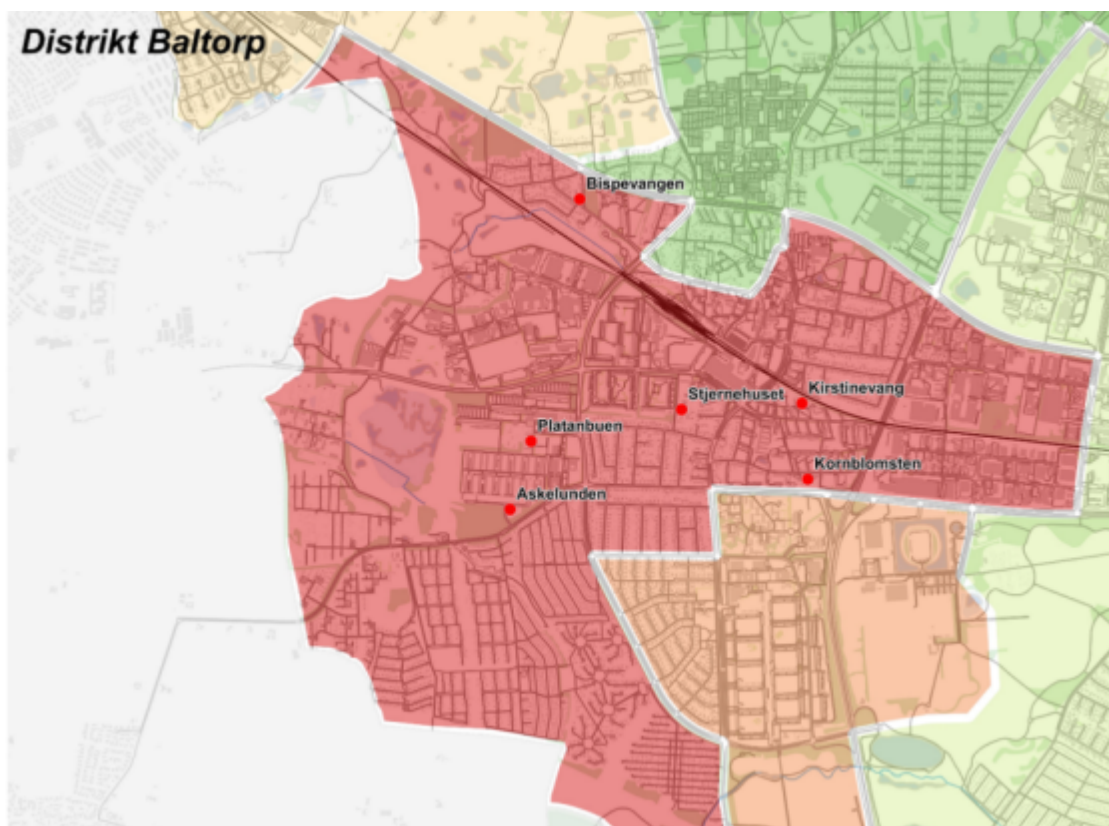 Distrikt Baltorp
Bispevangen
Stjernehuset
Kirstinevang
Platanbuen
Kornblomsten
Askelunden